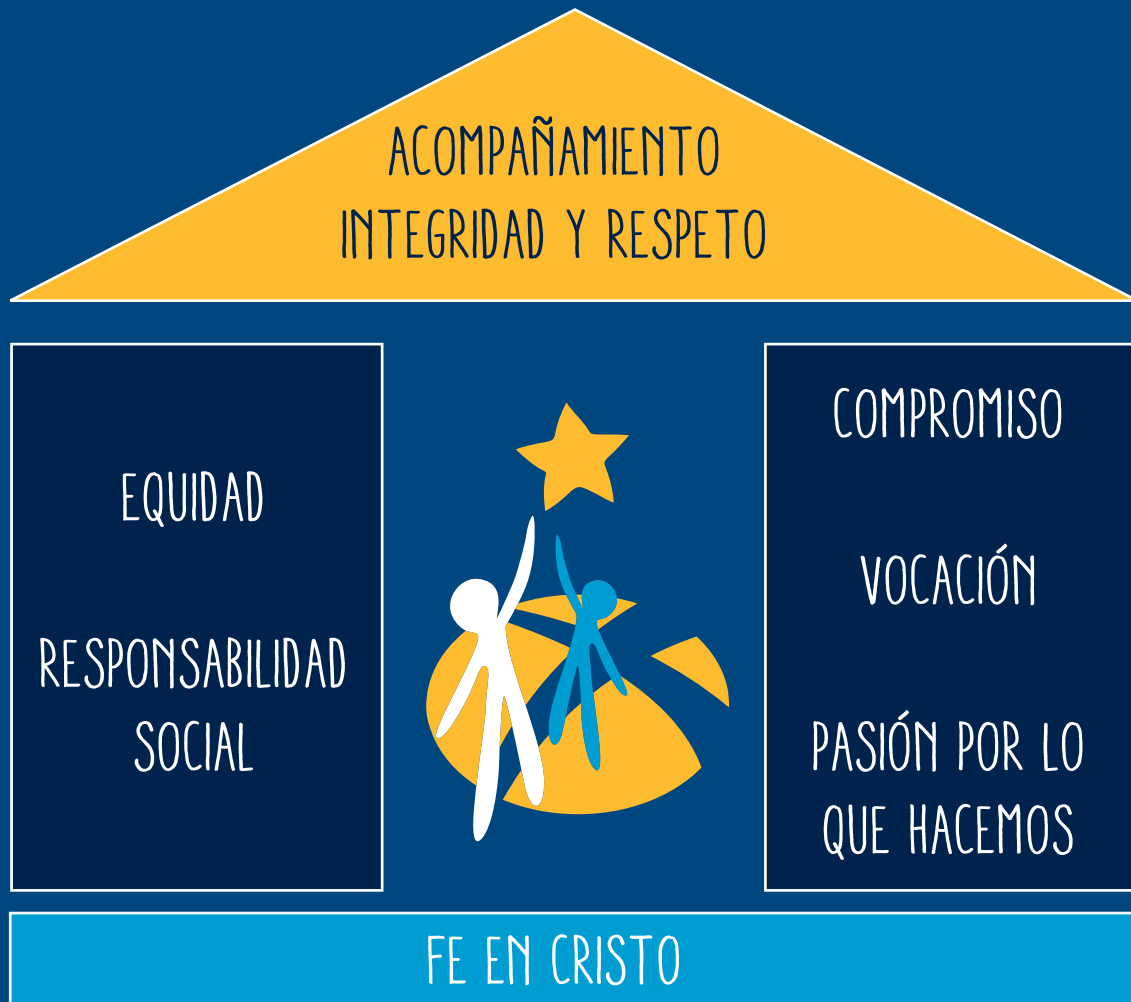 ACOMPAÑAMIENTO
INTEGRIDAD Y RESPETO
EQUIDAD
RESPONSABILIDAD
SOCIAL
COMPROMISO
VOCACIÓN
PASIÓN POR LO
QUE HACEMOS
FE EN CRISTO